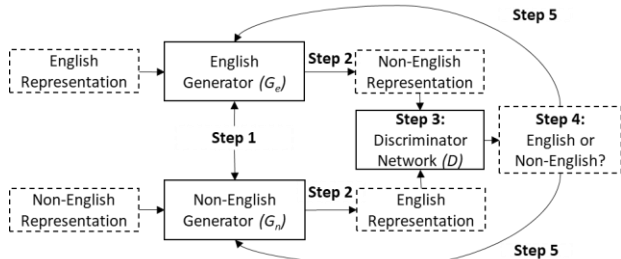 Step 5
English
Representation
English
Generator (Ge)
Step 2
Non-English
Representation
Step 1
Step 3:
Discriminator
Network (D)
Step 4:
English or
Non-English?
Non-English
Representation
Non-English
Generator (Gn)
Step 2
English
Representation
Step 5